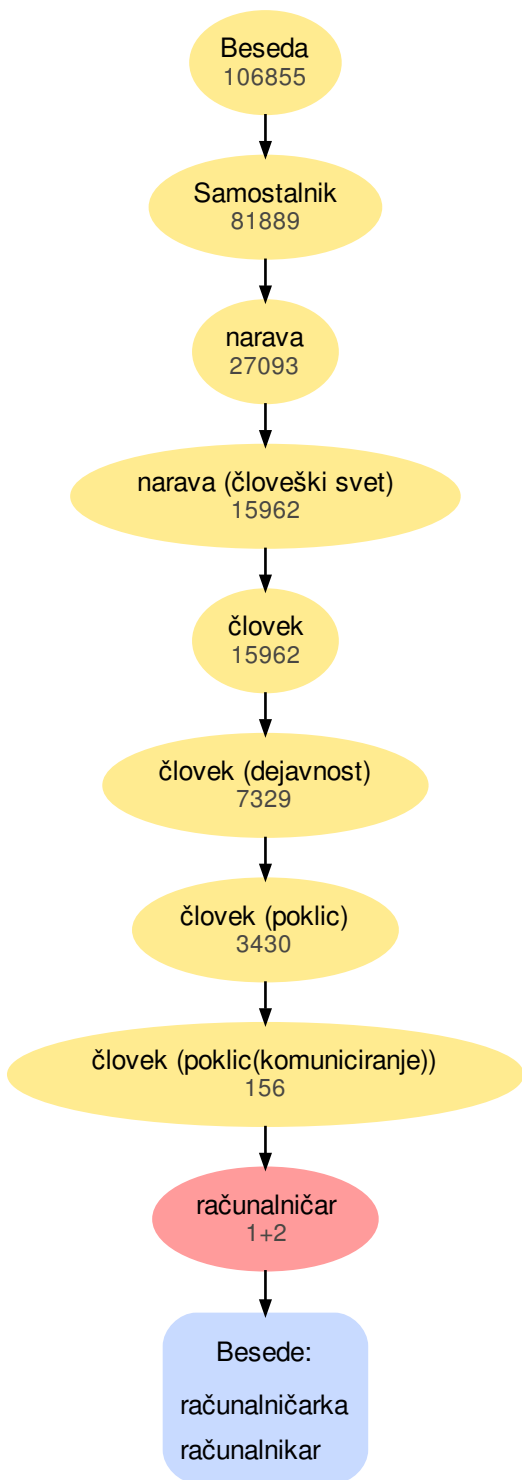 Beseda
106855
Samostalnik
81889
narava
27093
narava (človeški svet)
15962
človek
15962
človek (dejavnost)
7329
človek (poklic)
3430
človek (poklic(komuniciranje))
156
računalničar
1+2
Besede:
računalničarka
računalnikar